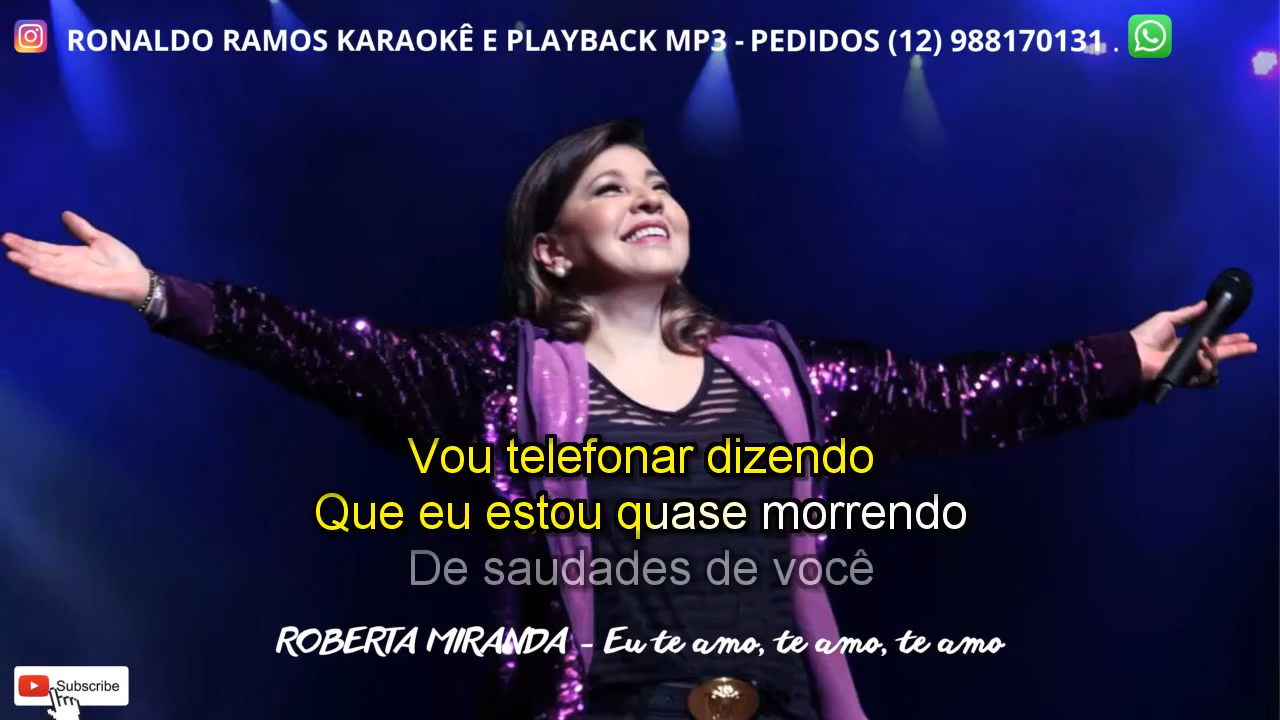 RONALDO RAMOS KARAOKÊ E PLAYBACK MP3 - PEDIDOS (12) 988170131 .
Vou telefonar dizendo
Que eu estou quase morrendo
De saudades de você
ROBERTA MIRANDA - Eu te amo, te amo, te amo
Subscribe